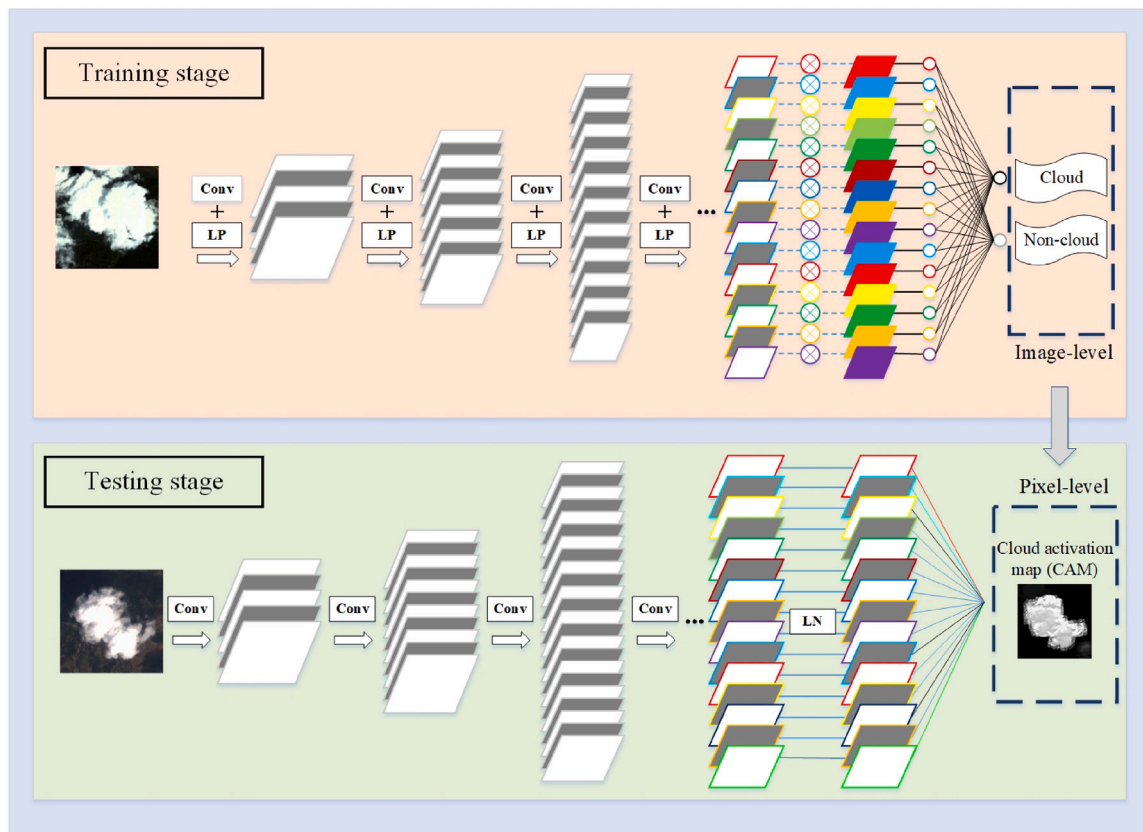 Training stage
Conv
+
LP
Conv
+
LP
Conv
+
LP
Conv
+
LP
...
Cloud
Non-cloud
Image-level
Testing stage
Conv
Conv
Conv
Conv
...
LN
Pixel-level
Cloud activation
map (CAM)